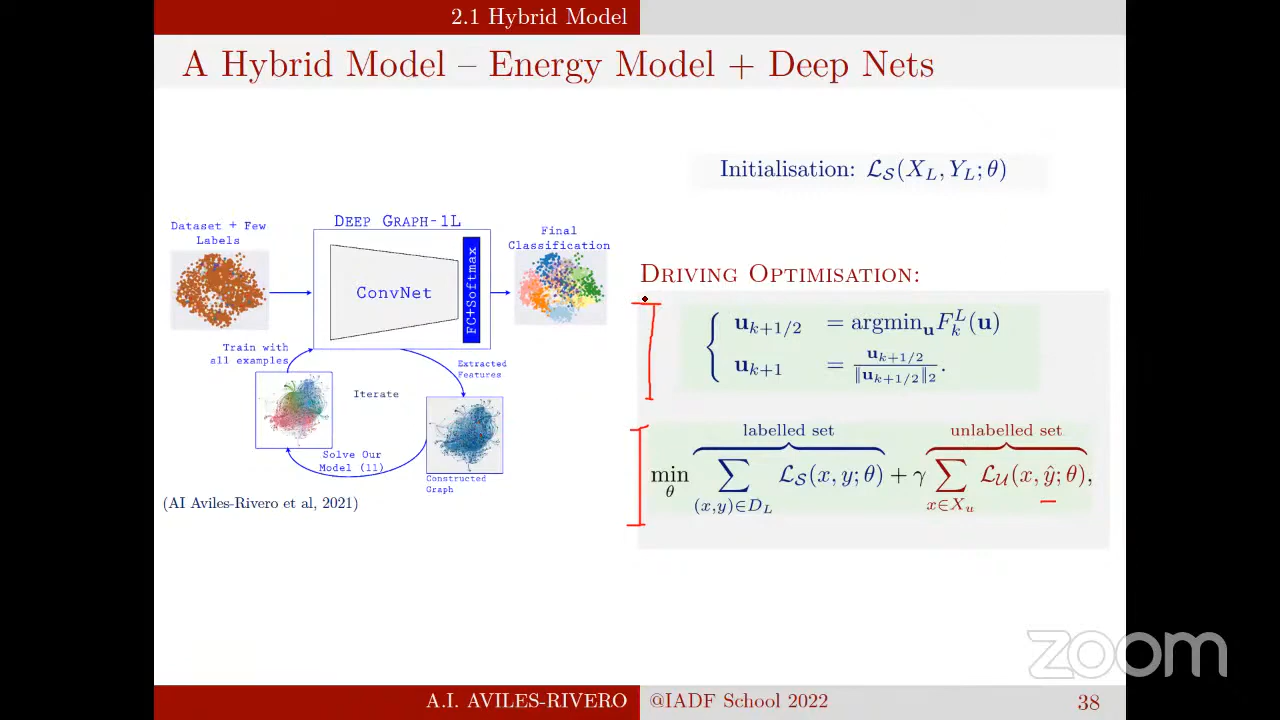 2.1 Hybrid Model
A Hybrid Model – Energy Model + Deep Nets
Initialisation: ℒ_𝒮(X_L, Y_L; θ)
Dataset + Few
Labels
DEEP GRAPH-1L
ConvNet
FC+Softmax
Final
Classification
Train with
all examples
Iterate
Extracted
Features
Solve Our
Model (11)
Constructed
Graph
(AI Aviles-Rivero et al, 2021)
DRIVING OPTIMISATION:
u_{k+1/2} = argmin_u F_k^L(u)
u_{k+1} = u_{k+1/2} / ‖u_{k+1/2}‖_2.
labelled set unlabelled set
min_θ ∑_{(x,y)∈D_L} ℒ_𝒮(x, y; θ) + γ ∑_{x∈X_u} ℒ_𝒰(x, ŷ; θ),
zoom
A.I. AVILES-RIVERO @IADF School 2022 38